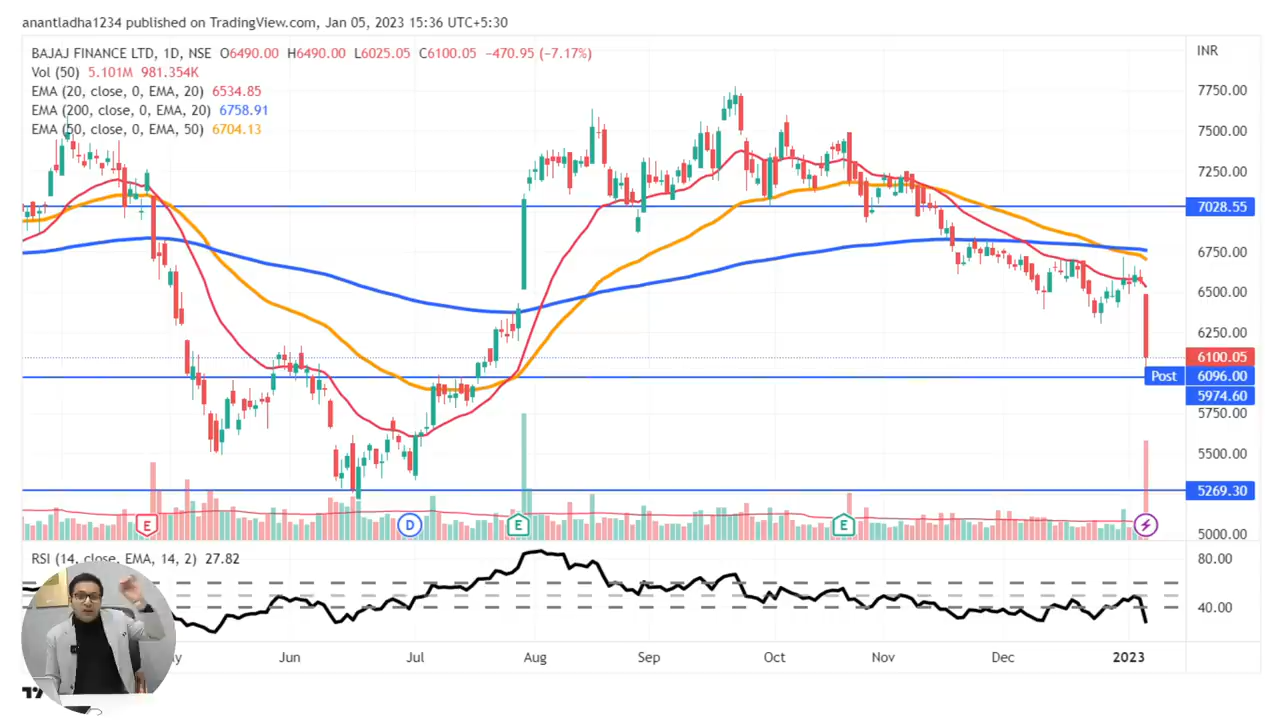 anantladha1234 published on TradingView.com, Jan 05, 2023 15:36 UTC+5:30
BAJAJ FINANCE LTD, 1D, NSE O6490.00 H6490.00 L6025.05 C6100.05 −470.95 (−7.17%)
INR
Vol (50) 5.101M 981.354K
EMA (20, close, 0, EMA, 20) 6534.85
EMA (200, close, 0, EMA, 20) 6758.91
EMA (50, close, 0, EMA, 50) 6704.13
7750.00
7500.00
7250.00
7028.55
6750.00
6500.00
6250.00
6100.05
Post 6096.00
5974.60
5750.00
5500.00
5269.30
E D E E
5000.00
RSI (14, close, EMA, 14, 2) 27.82
80.00
40.00
Jun Jul Aug Sep Oct Nov Dec 2023